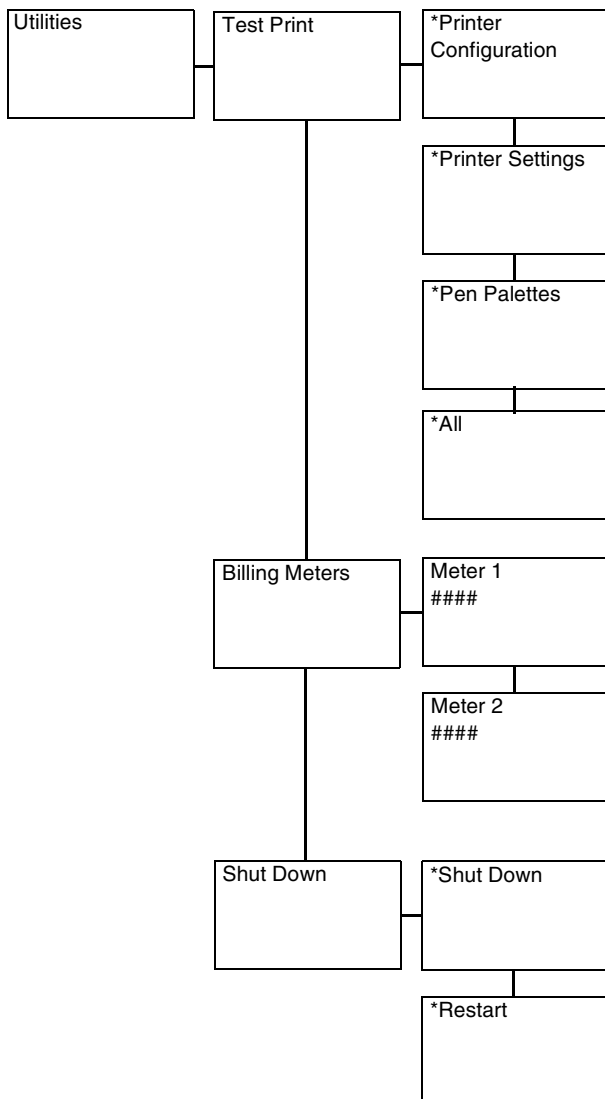 Utilities
Test Print
*Printer
Configuration
*Printer Settings
*Pen Palettes
*All
Billing Meters
Meter 1
####
Meter 2
####
Shut Down
*Shut Down
*Restart